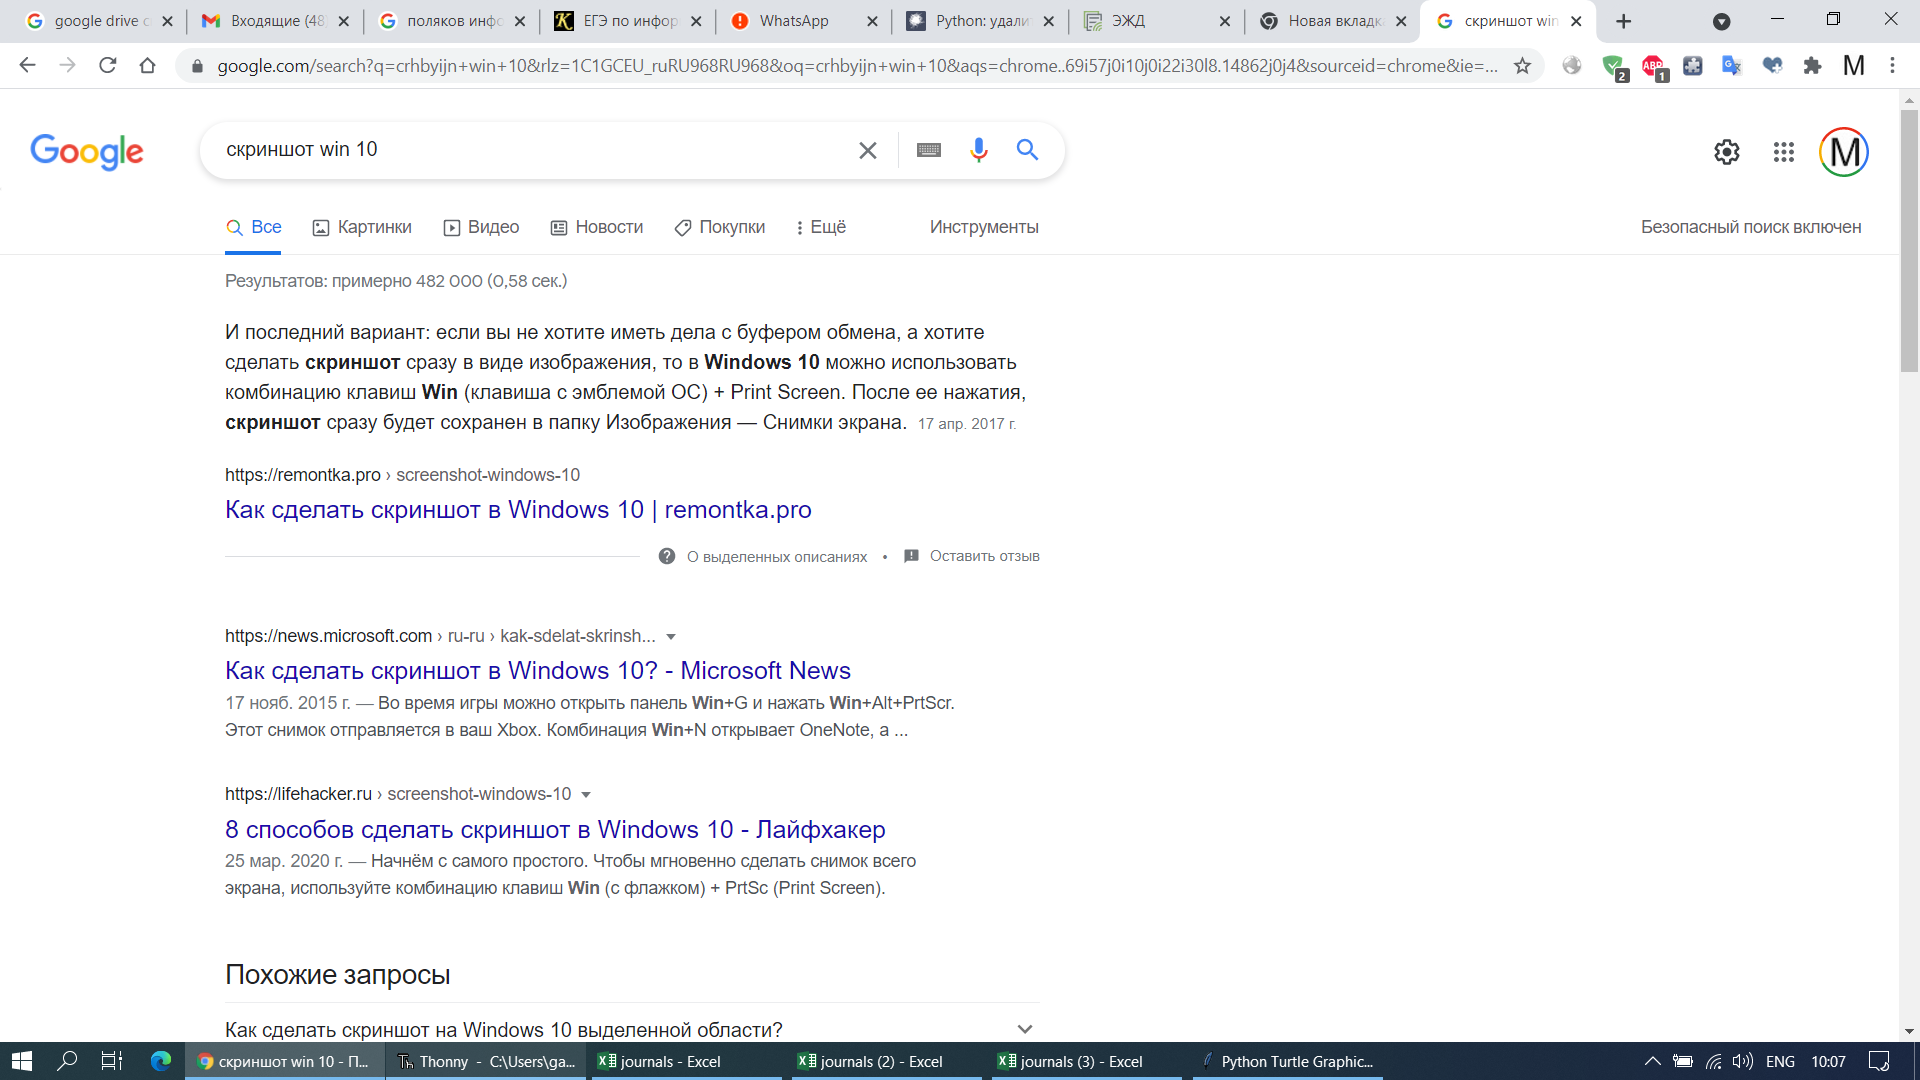 google drive c
Входящие (48
поляков инфо
ЕГЭ по инфор
WhatsApp
Python: удали
ЭЖД
Новая вкладка
скриншот win
google.com/search?q=crhbyijn+win+10&rlz=1C1GCEU_ruRU968RU968&oq=crhbyijn+win+10&aqs=chrome..69i57j0i10j0i22i30l8.14862j0j4&sourceid=chrome&ie=...
2
ABP
1
M
Google
скриншот win 10
M
Все
Картинки
Видео
Новости
Покупки
Ещё
Инструменты
Безопасный поиск включен
Результатов: примерно 482 000 (0,58 сек.)
И последний вариант: если вы не хотите иметь дела с буфером обмена, а хотите
сделать скриншот сразу в виде изображения, то в Windows 10 можно использовать
комбинацию клавиш Win (клавиша с эмблемой ОС) + Print Screen. После ее нажатия,
скриншот сразу будет сохранен в папку Изображения — Снимки экрана. 17 апр. 2017 г.
https://remontka.pro › screenshot-windows-10
Как сделать скриншот в Windows 10 | remontka.pro
О выделенных описаниях • Оставить отзыв
https://news.microsoft.com › ru-ru › kak-sdelat-skrinsh...
Как сделать скриншот в Windows 10? - Microsoft News
17 нояб. 2015 г. — Во время игры можно открыть панель Win+G и нажать Win+Alt+PrtScr.
Этот снимок отправляется в ваш Xbox. Комбинация Win+N открывает OneNote, а ...
https://lifehacker.ru › screenshot-windows-10
8 способов сделать скриншот в Windows 10 - Лайфхакер
25 мар. 2020 г. — Начнём с самого простого. Чтобы мгновенно сделать снимок всего
экрана, используйте комбинацию клавиш Win (с флажком) + PrtSc (Print Screen).
Похожие запросы
Как сделать скриншот на Windows 10 выделенной области?
скриншот win 10 - П...
Thonny - C:\Users\ga...
journals - Excel
journals (2) - Excel
journals (3) - Excel
Python Turtle Graphic...
ENG
10:07